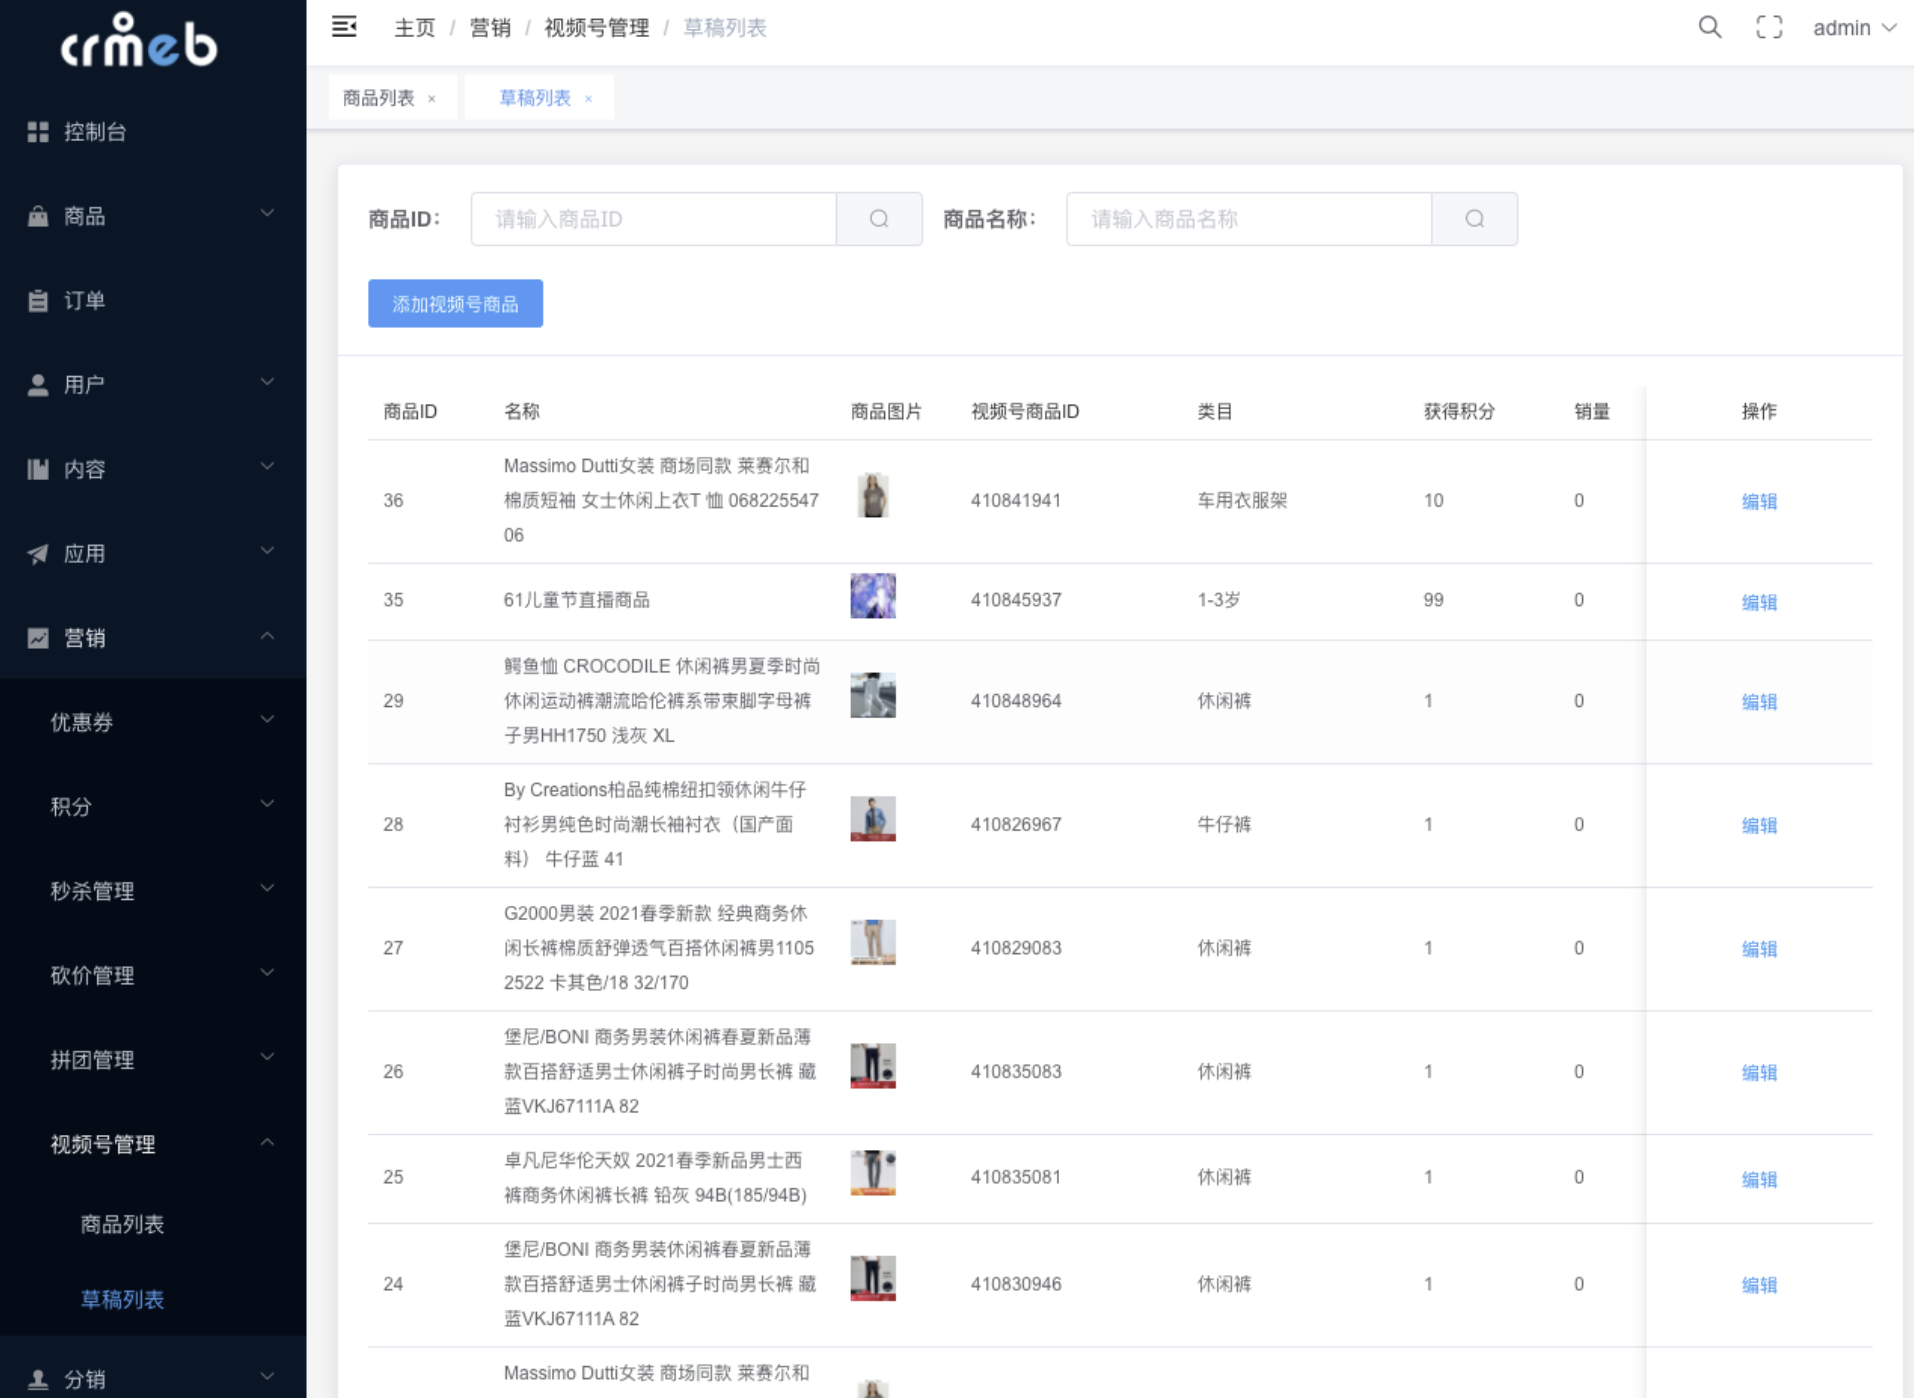 crmeb
主页 / 营销 / 视频号管理 / 草稿列表
admin
商品列表 ×
草稿列表 ×
控制台
商品
订单
用户
内容
应用
营销
优惠券
积分
秒杀管理
砍价管理
拼团管理
视频号管理
商品列表
草稿列表
分销
商品ID： 请输入商品ID
商品名称： 请输入商品名称
添加视频号商品
商品ID 名称 商品图片 视频号商品ID 类目 获得积分 销量 操作
Massimo Dutti女装 商场同款 莱赛尔和
36 棉质短袖 女士休闲上衣T 恤 068225547 410841941 车用衣服架 10 0 编辑
06
35 61儿童节直播商品 410845937 1-3岁 99 0 编辑
鳄鱼恤 CROCODILE 休闲裤男夏季时尚
29 休闲运动裤潮流哈伦裤系带束脚字母裤 410848964 休闲裤 1 0 编辑
子男HH1750 浅灰 XL
By Creations柏品纯棉纽扣领休闲牛仔
28 衬衫男纯色时尚潮长袖衬衣（国产面 410826967 牛仔裤 1 0 编辑
料） 牛仔蓝 41
G2000男装 2021春季新款 经典商务休
27 闲长裤棉质舒弹透气百搭休闲裤男1105 410829083 休闲裤 1 0 编辑
2522 卡其色/18 32/170
堡尼/BONI 商务男装休闲裤春夏新品薄
26 款百搭舒适男士休闲裤子时尚男长裤 藏 410835083 休闲裤 1 0 编辑
蓝VKJ67111A 82
卓凡尼华伦天奴 2021春季新品男士西
25 裤商务休闲裤长裤 铅灰 94B(185/94B) 410835081 休闲裤 1 0 编辑
堡尼/BONI 商务男装休闲裤春夏新品薄
24 款百搭舒适男士休闲裤子时尚男长裤 藏 410830946 休闲裤 1 0 编辑
蓝VKJ67111A 82
Massimo Dutti女装 商场同款 莱赛尔和